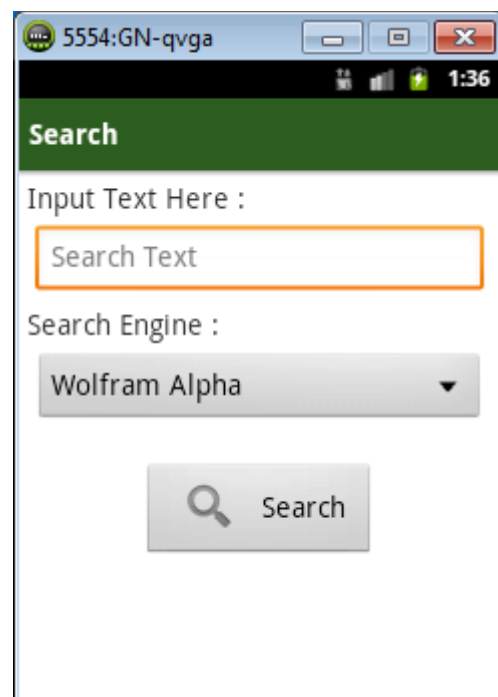 5554:GN-qvga
1:36
Search
Input Text Here :
Search Text
Search Engine :
Wolfram Alpha
Search